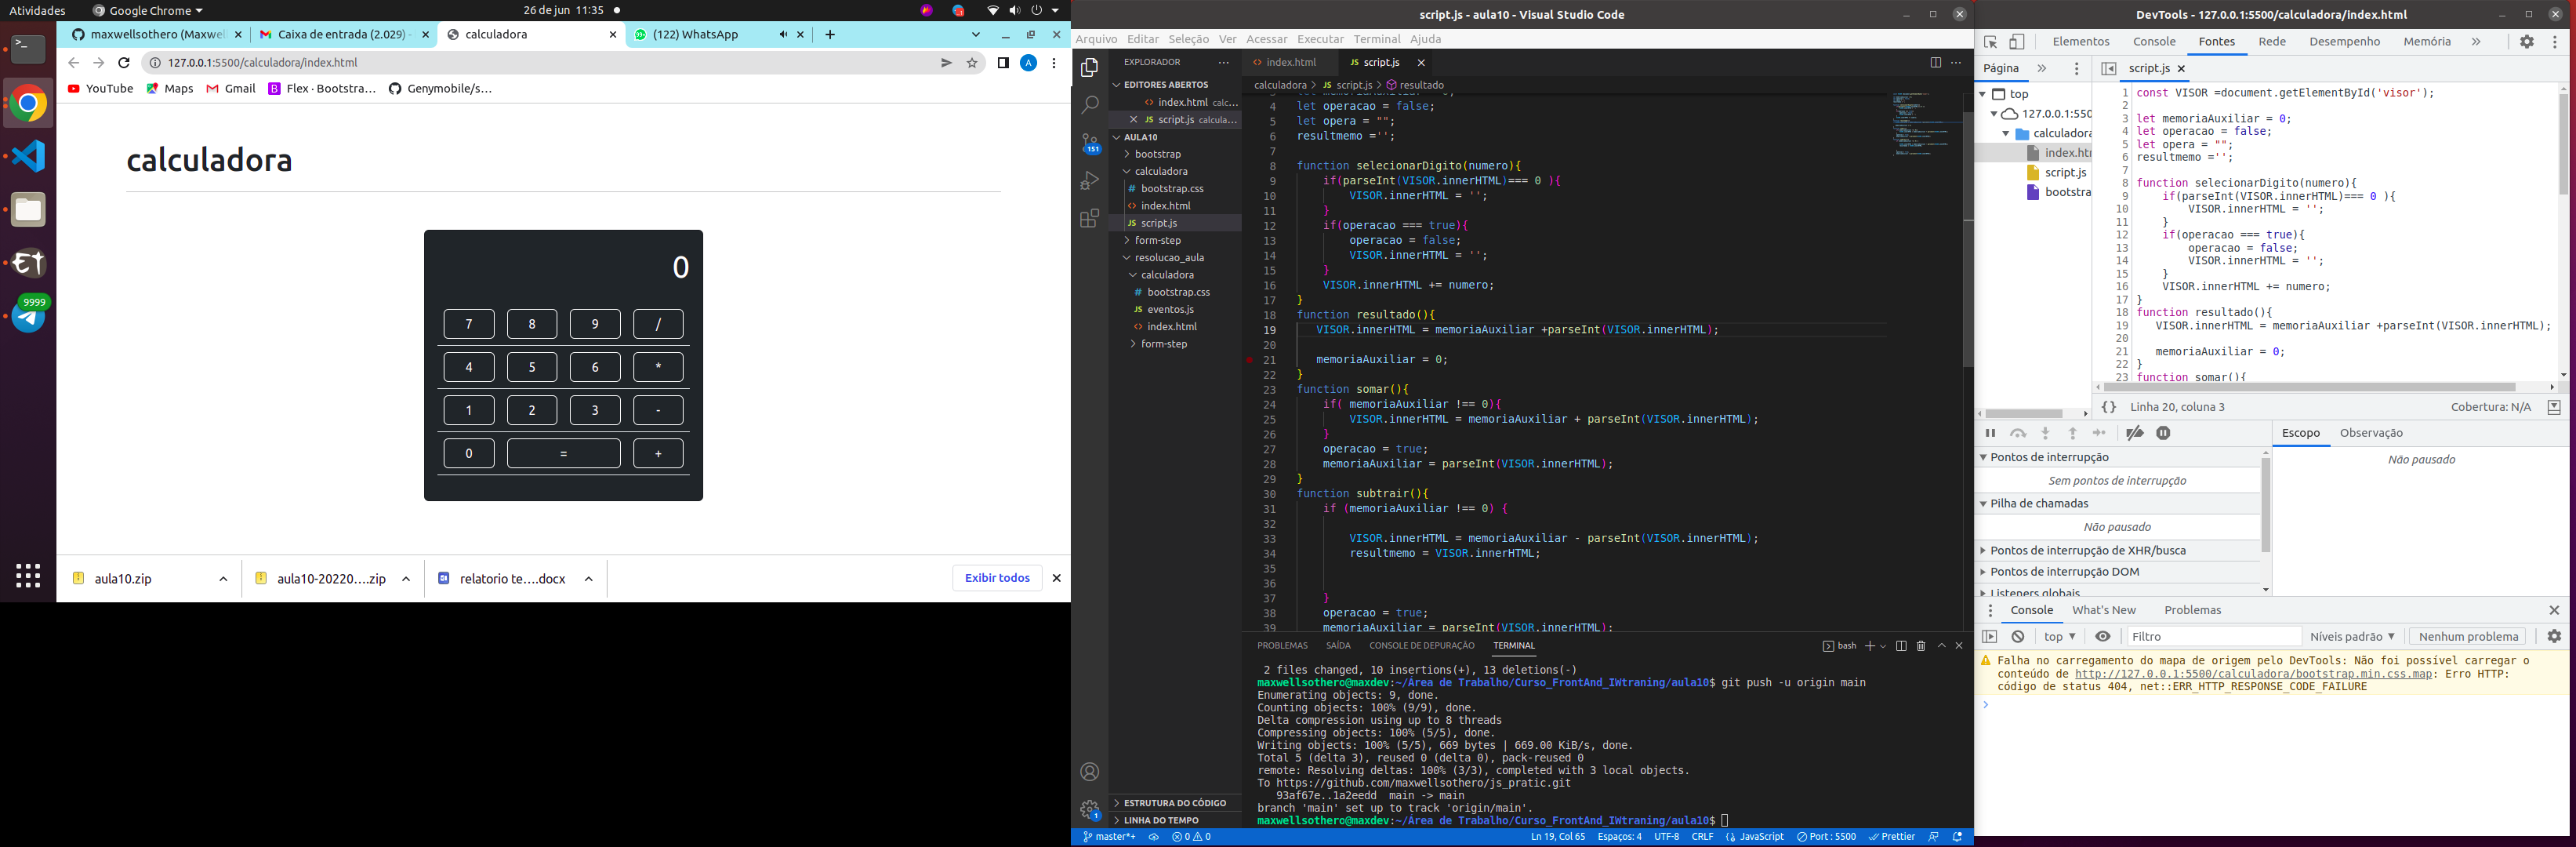 Atividades
Google Chrome
26 de jun 11:35
maxwellsothero (Maxwell
Caixa de entrada (2.029) -
calculadora
(122) WhatsApp
127.0.0.1:5500/calculadora/index.html
YouTube
Maps
Gmail
Flex · Bootstra…
Genymobile/s…
9999
calculadora
0
7 8 9 /
4 5 6 *
1 2 3 -
0 = +
aula10.zip
aula10-20220….zip
relatorio te….docx
Exibir todos
script.js - aula10 - Visual Studio Code
Arquivo Editar Seleção Ver Acessar Executar Terminal Ajuda
EXPLORADOR
EDITORES ABERTOS
index.html calc…
script.js calcula…
AULA10
bootstrap
calculadora
bootstrap.css
index.html
script.js
form-step
resolucao_aula
calculadora
bootstrap.css
eventos.js
index.html
form-step
ESTRUTURA DO CÓDIGO
LINHA DO TEMPO
151
1
index.html
script.js
calculadora > script.js > resultado
4 let operacao = false;
5 let opera = "";
6 resultmemo ='';
7
8 function selecionarDigito(numero){
9 if(parseInt(VISOR.innerHTML)=== 0 ){
10 VISOR.innerHTML = '';
11 }
12 if(operacao === true){
13 operacao = false;
14 VISOR.innerHTML = '';
15 }
16 VISOR.innerHTML += numero;
17 }
18 function resultado(){
19 VISOR.innerHTML = memoriaAuxiliar +parseInt(VISOR.innerHTML);
20
21 memoriaAuxiliar = 0;
22 }
23 function somar(){
24 if( memoriaAuxiliar !== 0){
25 VISOR.innerHTML = memoriaAuxiliar + parseInt(VISOR.innerHTML);
26 }
27 operacao = true;
28 memoriaAuxiliar = parseInt(VISOR.innerHTML);
29 }
30 function subtrair(){
31 if (memoriaAuxiliar !== 0) {
32
33 VISOR.innerHTML = memoriaAuxiliar - parseInt(VISOR.innerHTML);
34 resultmemo = VISOR.innerHTML;
35
36
37 }
38 operacao = true;
39 memoriaAuxiliar = parseInt(VISOR.innerHTML);
PROBLEMAS SAÍDA CONSOLE DE DEPURAÇÃO TERMINAL
bash
2 files changed, 10 insertions(+), 13 deletions(-)
maxwellsothero@maxdev:~/Área de Trabalho/Curso_FrontAnd_IWtraning/aula10$ git push -u origin main
Enumerating objects: 9, done.
Counting objects: 100% (9/9), done.
Delta compression using up to 8 threads
Compressing objects: 100% (5/5), done.
Writing objects: 100% (5/5), 669 bytes | 669.00 KiB/s, done.
Total 5 (delta 3), reused 0 (delta 0), pack-reused 0
remote: Resolving deltas: 100% (3/3), completed with 3 local objects.
To https://github.com/maxwellsothero/js_pratic.git
93af67e..1a2eedd main -> main
branch 'main' set up to track 'origin/main'.
maxwellsothero@maxdev:~/Área de Trabalho/Curso_FrontAnd_IWtraning/aula10$
master*+
0 0
Ln 19, Col 65 Espaços: 4 UTF-8 CRLF JavaScript Port : 5500 Prettier
DevTools - 127.0.0.1:5500/calculadora/index.html
Elementos Console Fontes Rede Desempenho Memória
Página
script.js
top
127.0.0.1:5500
calculadora
index.htm
script.js
bootstra
1 const VISOR =document.getElementById('visor');
2
3 let memoriaAuxiliar = 0;
4 let operacao = false;
5 let opera = "";
6 resultmemo ='';
7
8 function selecionarDigito(numero){
9 if(parseInt(VISOR.innerHTML)=== 0 ){
10 VISOR.innerHTML = '';
11 }
12 if(operacao === true){
13 operacao = false;
14 VISOR.innerHTML = '';
15 }
16 VISOR.innerHTML += numero;
17 }
18 function resultado(){
19 VISOR.innerHTML = memoriaAuxiliar +parseInt(VISOR.innerHTML);
20
21 memoriaAuxiliar = 0;
22 }
23 function somar(){
{} Linha 20, coluna 3
Cobertura: N/A
Escopo Observação
Não pausado
Pontos de interrupção
Sem pontos de interrupção
Pilha de chamadas
Não pausado
Pontos de interrupção de XHR/busca
Pontos de interrupção DOM
Listeners globais
Console What's New Problemas
top
Filtro
Níveis padrão
Nenhum problema
Falha no carregamento do mapa de origem pelo DevTools: Não foi possível carregar o
conteúdo de http://127.0.0.1:5500/calculadora/bootstrap.min.css.map: Erro HTTP:
código de status 404, net::ERR_HTTP_RESPONSE_CODE_FAILURE